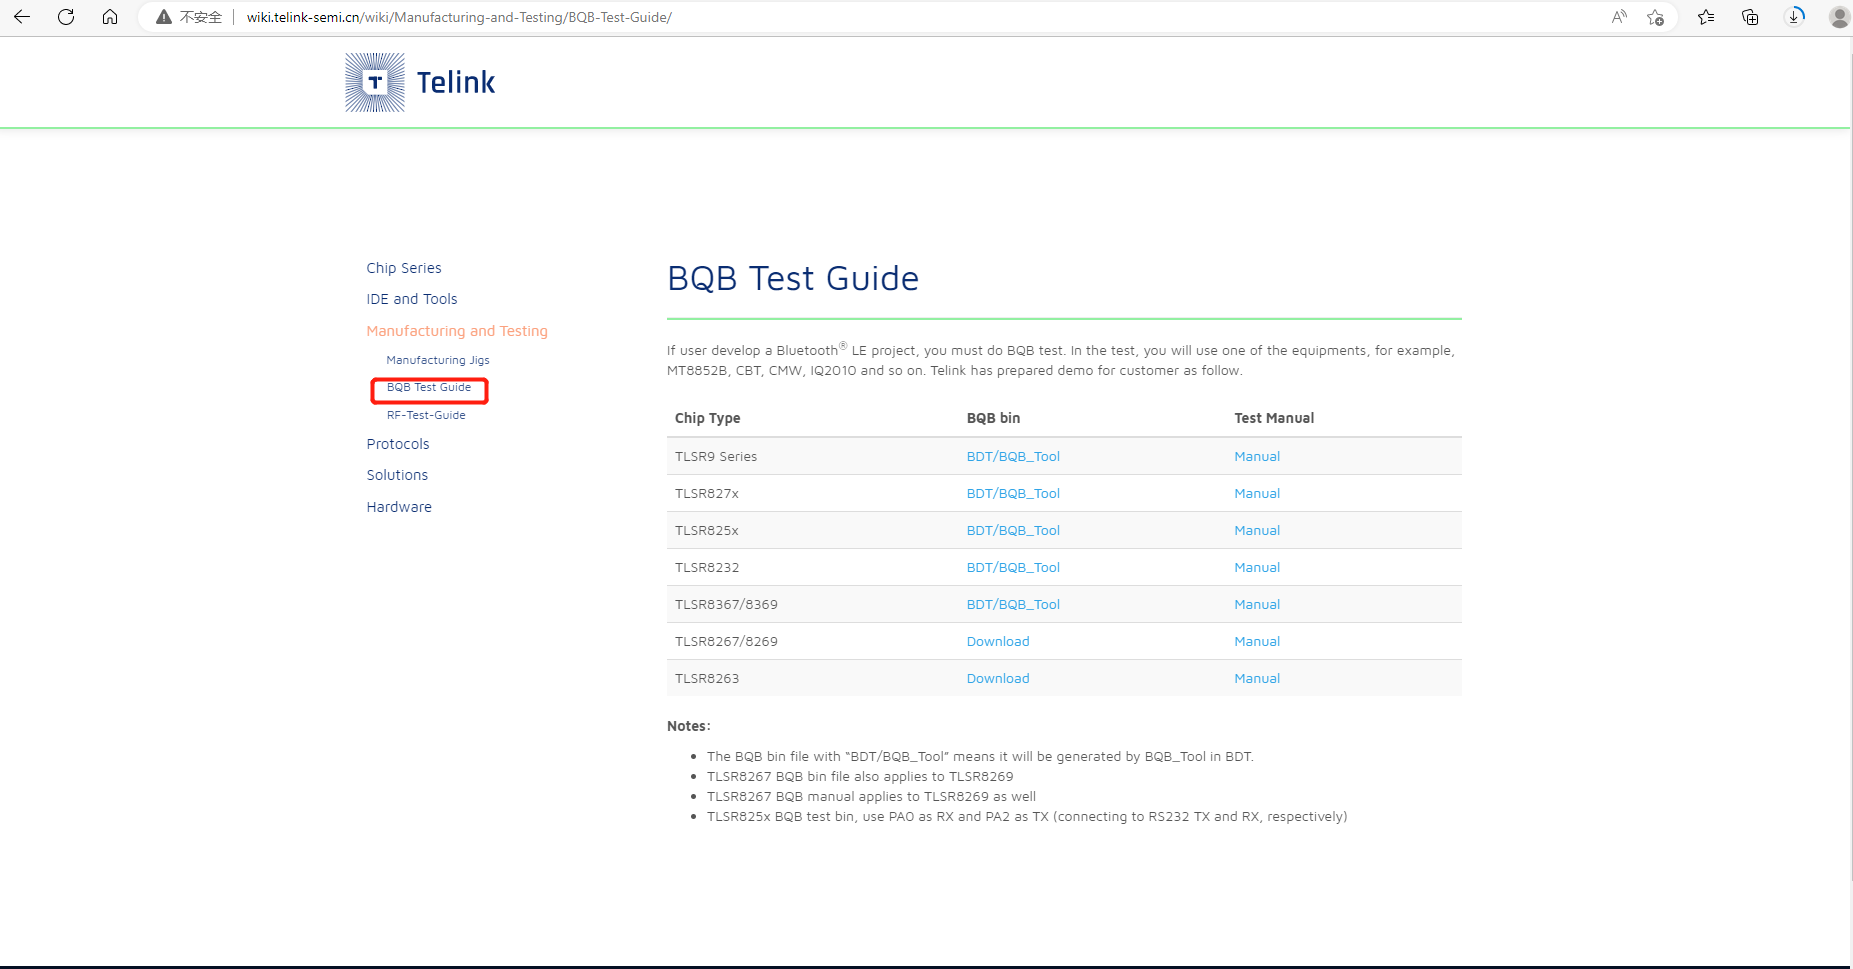 不安全 wiki.telink-semi.cn/wiki/Manufacturing-and-Testing/BQB-Test-Guide/
T Telink
Chip Series
IDE and Tools
Manufacturing and Testing
Manufacturing Jigs
BQB Test Guide
RF-Test-Guide
Protocols
Solutions
Hardware
BQB Test Guide
If user develop a Bluetooth® LE project, you must do BQB test. In the test, you will use one of the equipments, for example,
MT8852B, CBT, CMW, IQ2010 and so on. Telink has prepared demo for customer as follow.
Chip Type BQB bin Test Manual
TLSR9 Series BDT/BQB_Tool Manual
TLSR827x BDT/BQB_Tool Manual
TLSR825x BDT/BQB_Tool Manual
TLSR8232 BDT/BQB_Tool Manual
TLSR8367/8369 BDT/BQB_Tool Manual
TLSR8267/8269 Download Manual
TLSR8263 Download Manual
Notes:
• The BQB bin file with “BDT/BQB_Tool” means it will be generated by BQB_Tool in BDT.
• TLSR8267 BQB bin file also applies to TLSR8269
• TLSR8267 BQB manual applies to TLSR8269 as well
• TLSR825x BQB test bin, use PA0 as RX and PA2 as TX (connecting to RS232 TX and RX, respectively)